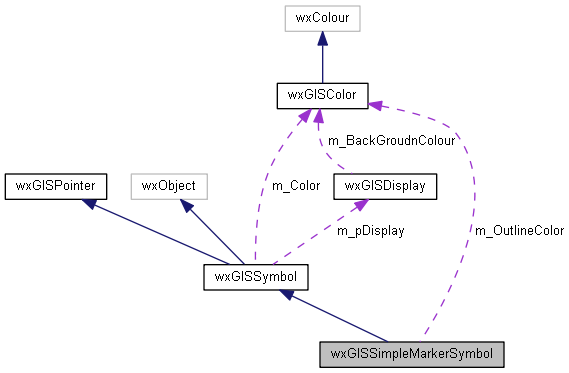 wxColour
wxGISColor
m_BackGroudnColour
wxGISPointer
wxObject
m_Color
wxGISDisplay
m_pDisplay
m_OutlineColor
wxGISSymbol
wxGISSimpleMarkerSymbol